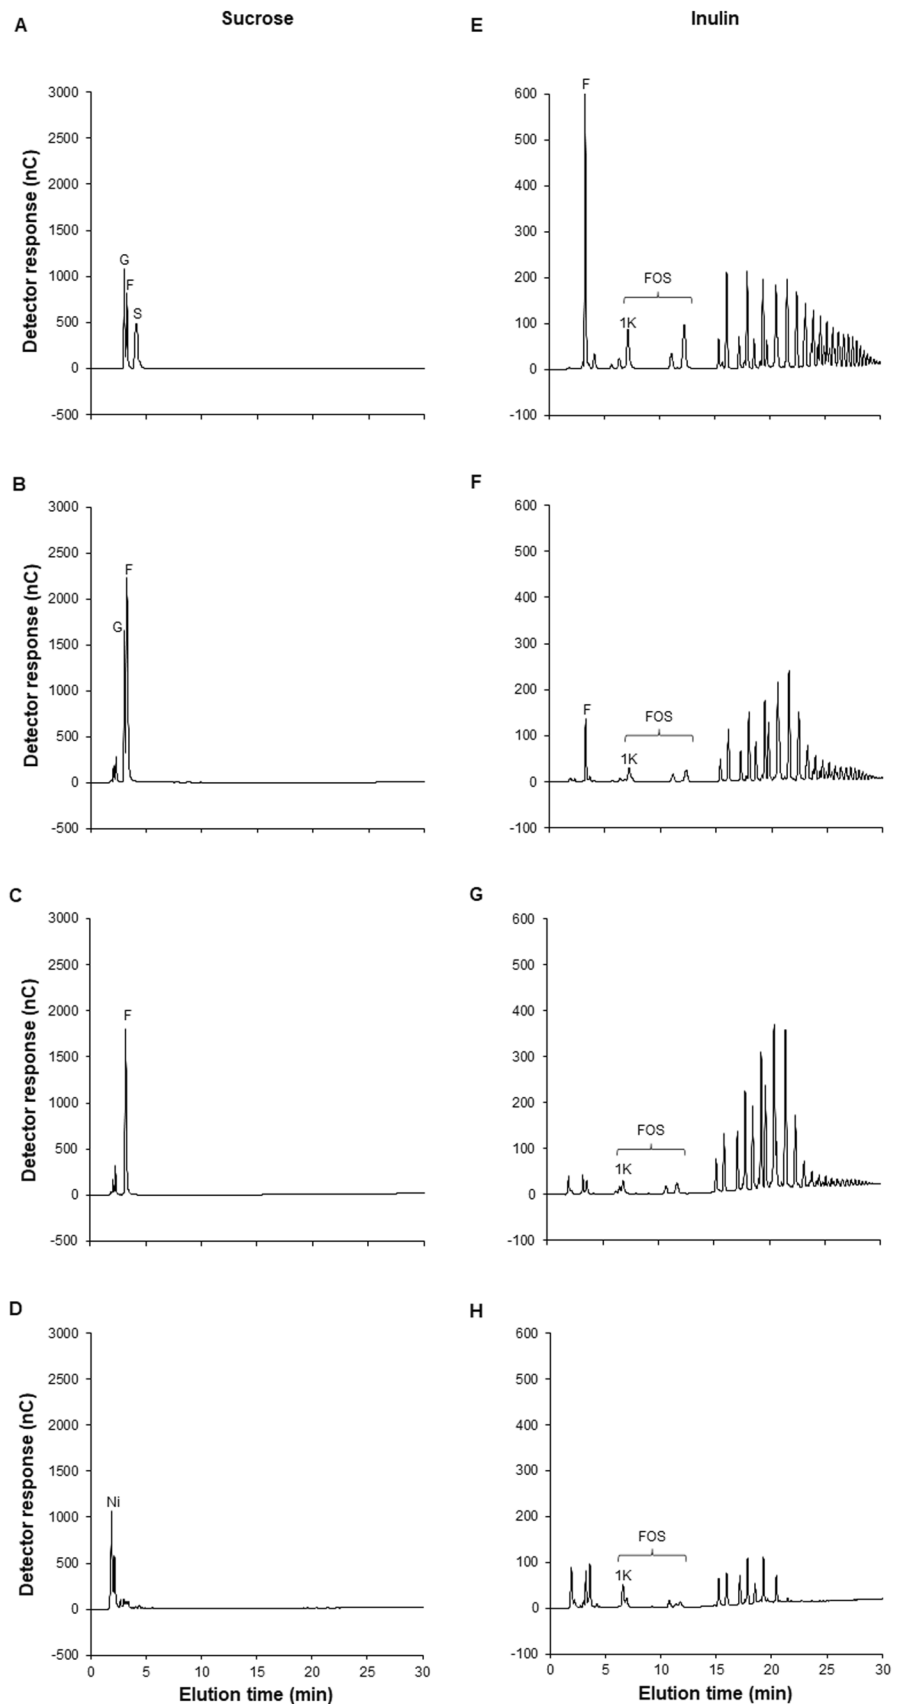 Sucrose
Inulin
A
3000
2500
2000
1500
1000
500
0
-500
Detector response (nC)
G
F
S
E
600
500
400
300
200
100
0
-100
F
FOS
1K
B
3000
2500
2000
1500
1000
500
0
-500
Detector response (nC)
F
G
F
600
500
400
300
200
100
0
-100
F
FOS
1K
C
3000
2500
2000
1500
1000
500
0
-500
Detector response (nC)
F
G
600
500
400
300
200
100
0
-100
FOS
1K
D
3000
2500
2000
1500
1000
500
0
-500
Detector response (nC)
Ni
0 5 10 15 20 25 30
Elution time (min)
H
600
500
400
300
200
100
0
-100
FOS
1K
0 5 10 15 20 25 30
Elution time (min)